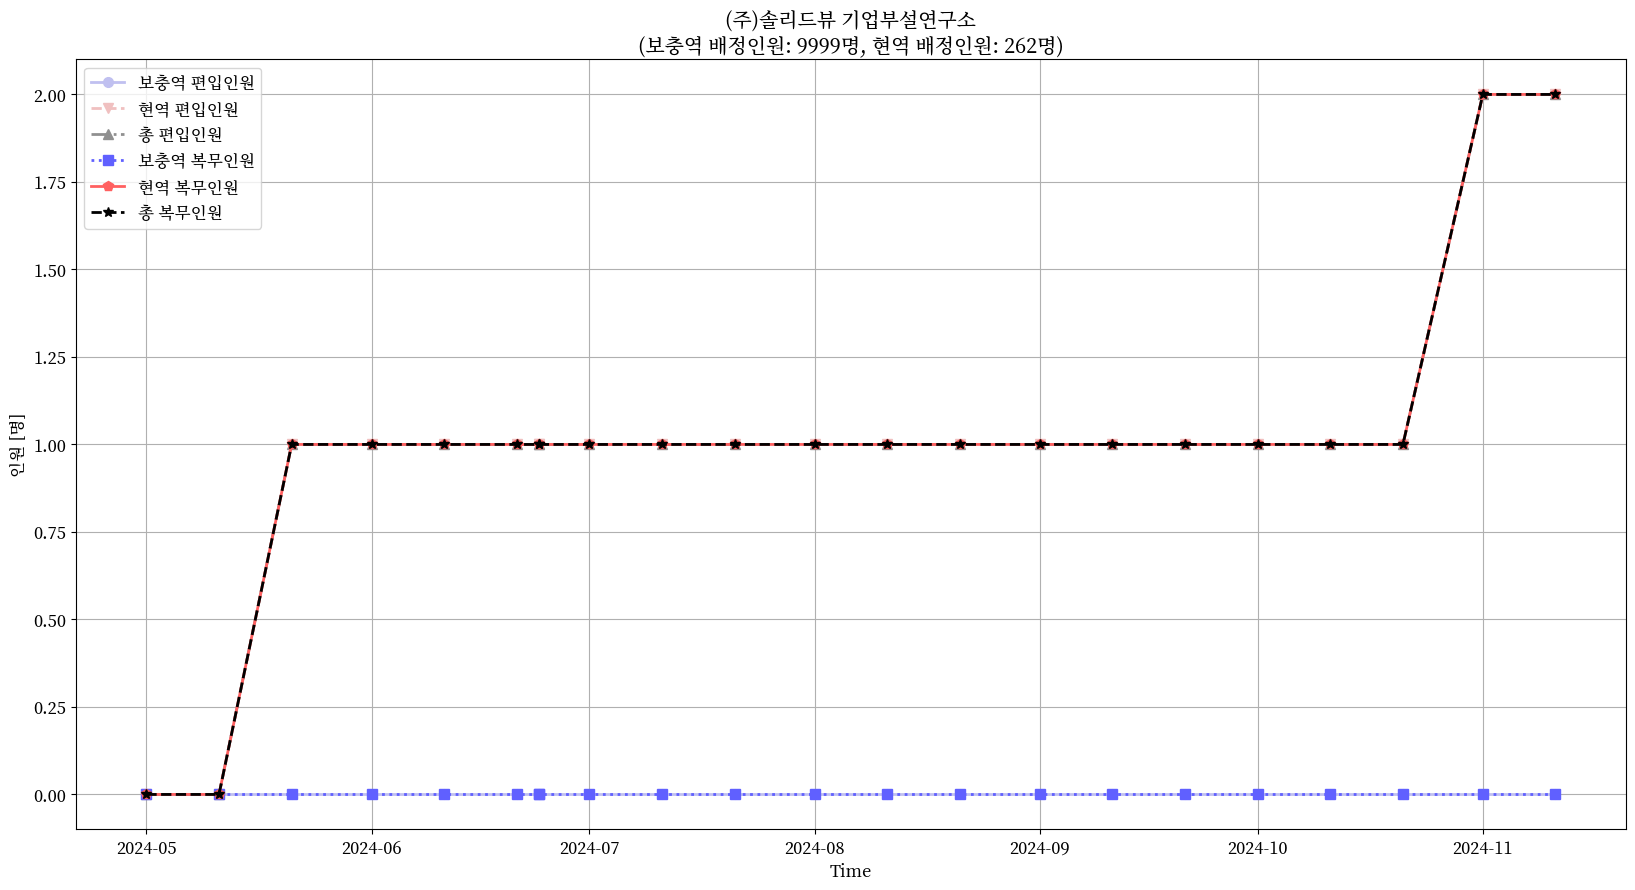 (주)솔리드뷰 기업부설연구소
(보충역 배정인원: 9999명, 현역 배정인원: 262명)
보충역 편입인원
현역 편입인원
총 편입인원
보충역 복무인원
현역 복무인원
총 복무인원
2.00
1.75
1.50
1.25
1.00
0.75
0.50
0.25
0.00
인원 [명]
2024-05 2024-06 2024-07 2024-08 2024-09 2024-10 2024-11
Time